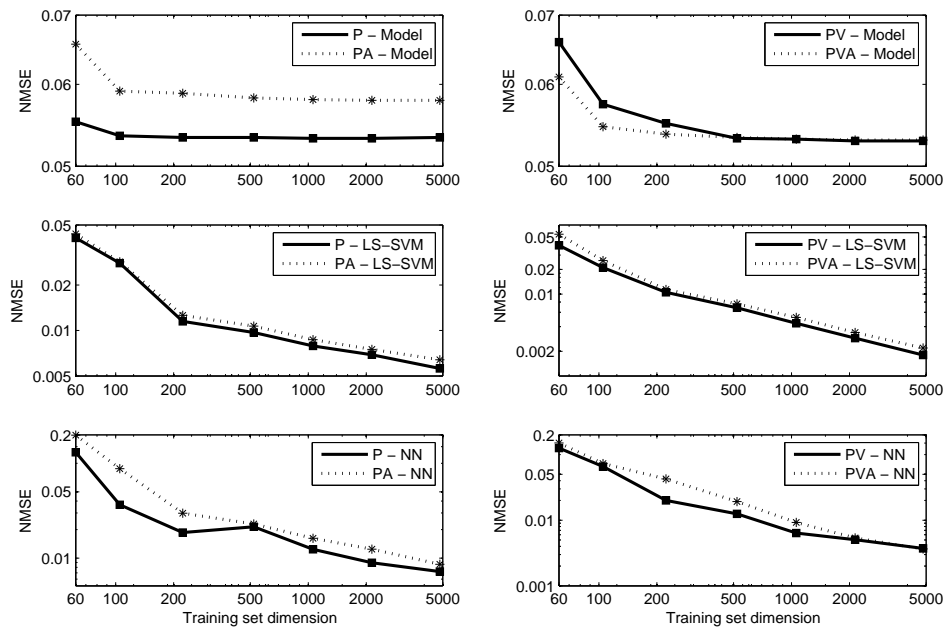 0.07
0.06
0.05
NMSE
P − Model
PA − Model
60 100 200 500 1000 2000 5000
0.07
0.06
0.05
NMSE
PV − Model
PVA − Model
60 100 200 500 1000 2000 5000
0.05
0.02
0.01
0.005
NMSE
P − LS−SVM
PA − LS−SVM
60 100 200 500 1000 2000 5000
0.05
0.02
0.01
0.002
NMSE
PV − LS−SVM
PVA − LS−SVM
60 100 200 500 1000 2000 5000
0.2
0.05
0.01
NMSE
P − NN
PA − NN
60 100 200 500 1000 2000 5000
Training set dimension
0.2
0.05
0.01
0.001
NMSE
PV − NN
PVA − NN
60 100 200 500 1000 2000 5000
Training set dimension